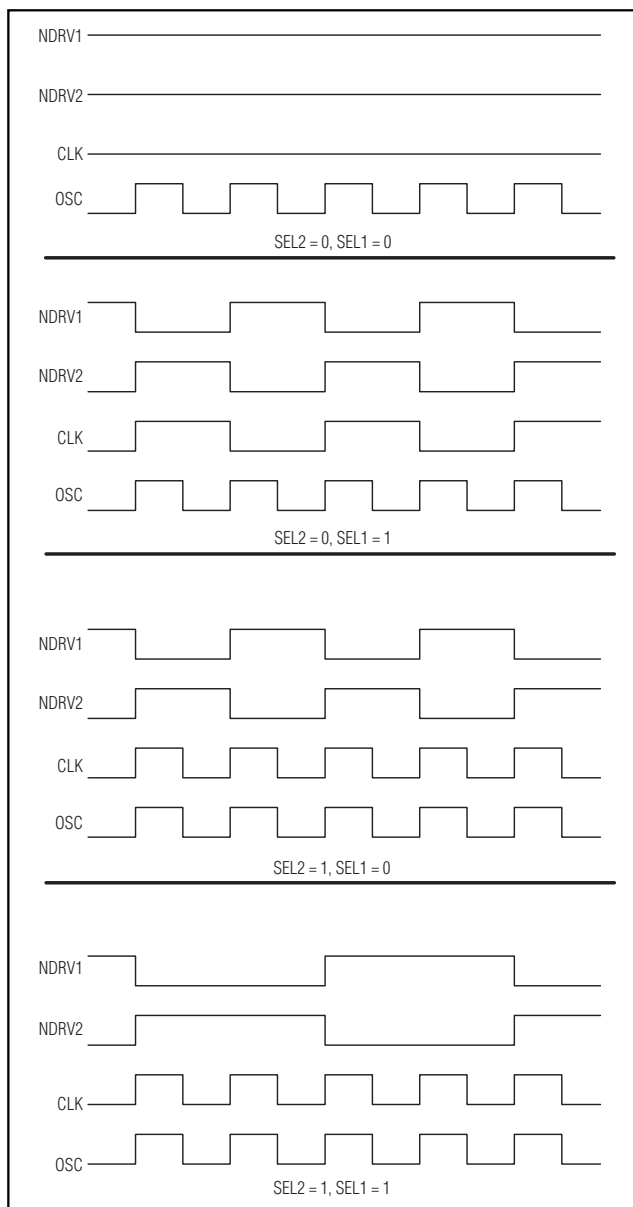 NDRV1
NDRV2
CLK
OSC
SEL2 = 0, SEL1 = 0
NDRV1
NDRV2
CLK
OSC
SEL2 = 0, SEL1 = 1
NDRV1
NDRV2
CLK
OSC
SEL2 = 1, SEL1 = 0
NDRV1
NDRV2
CLK
OSC
SEL2 = 1, SEL1 = 1